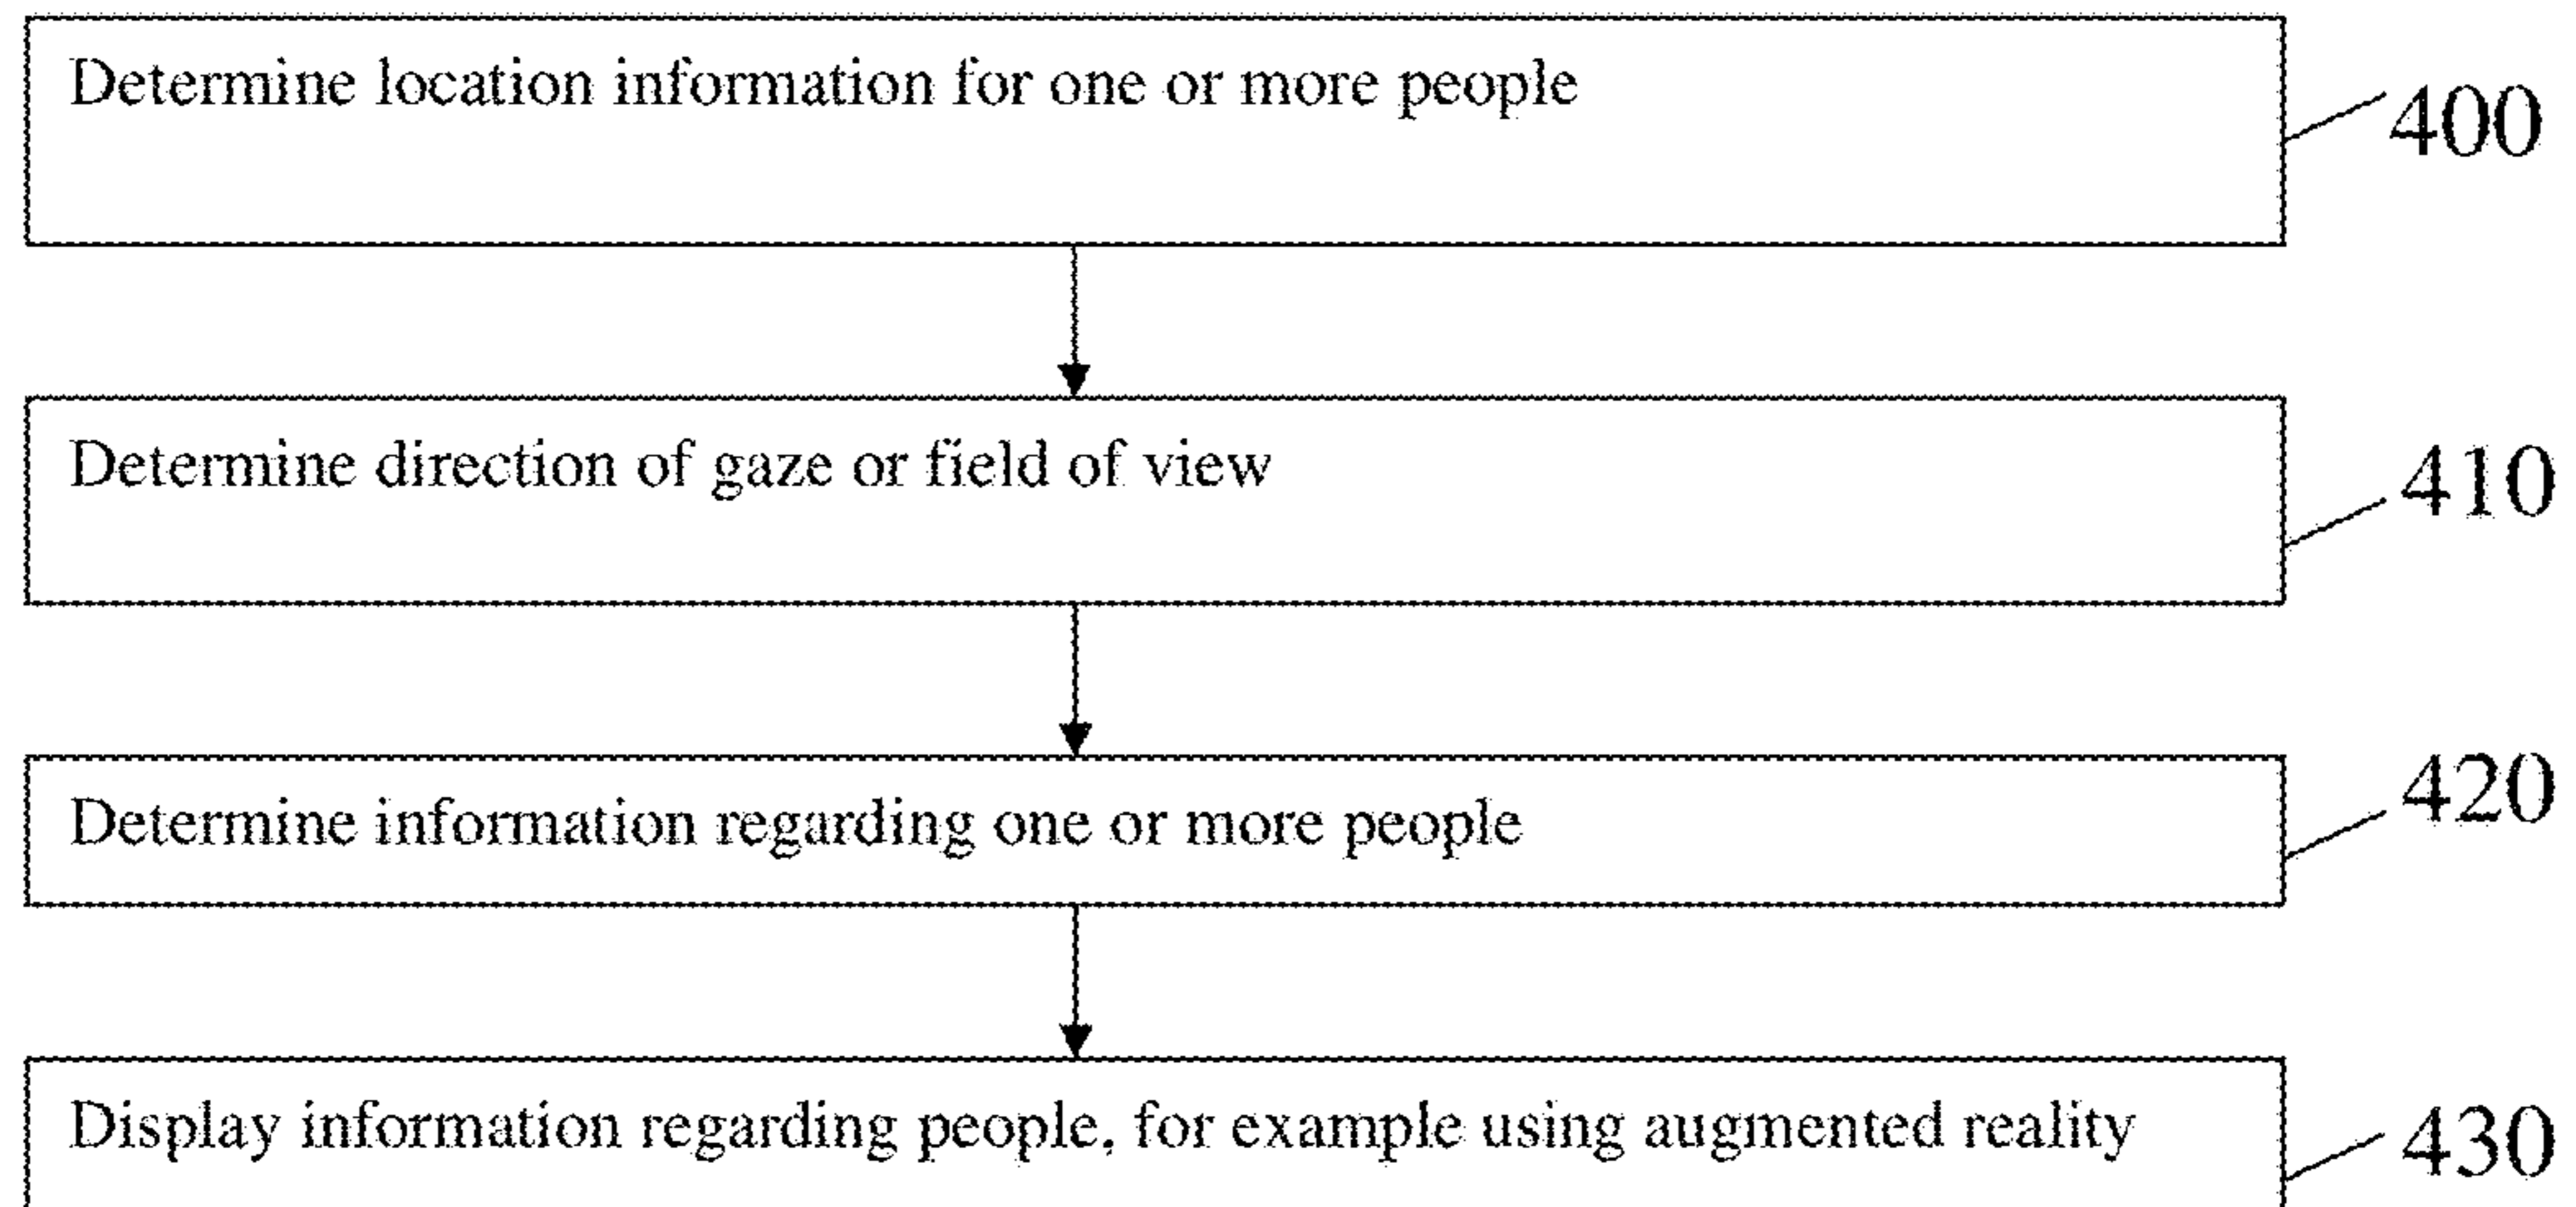 Determine location information for one or more people
400
Determine direction of gaze or field of view
410
Determine information regarding one or more people
420
Display information regarding people, for example using augmented reality
430